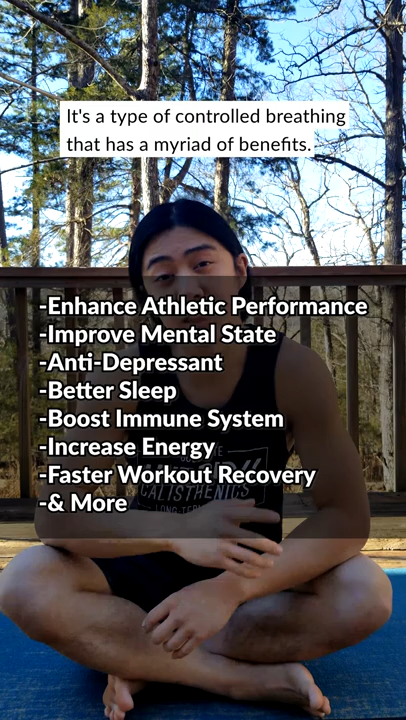 It's a type of controlled breathing
that has a myriad of benefits.
-Enhance Athletic Performance
-Improve Mental State
-Anti-Depressant
-Better Sleep
-Boost Immune System
-Increase Energy
-Faster Workout Recovery
CALISTHENICS
-& More